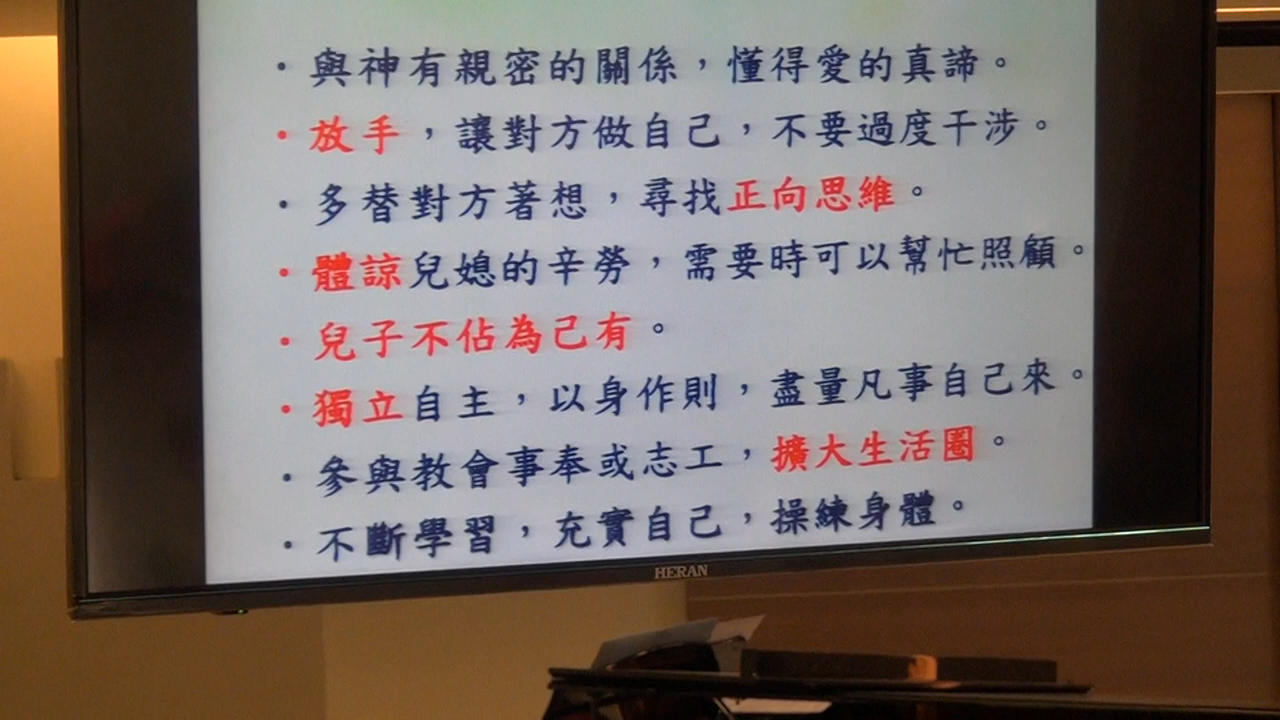 ・與神有親密的關係，懂得愛的真諦。
・放手，讓對方做自己，不要過度干涉。
・多替對方著想，尋找正向思維。
・體諒兒媳的辛勞，需要時可以幫忙照顧。
・兒子不佔為己有。
・獨立自主，以身作則，盡量凡事自己來。
・參與教會事奉或志工，擴大生活圈。
・不斷學習，充實自己，操練身體。
HERAN